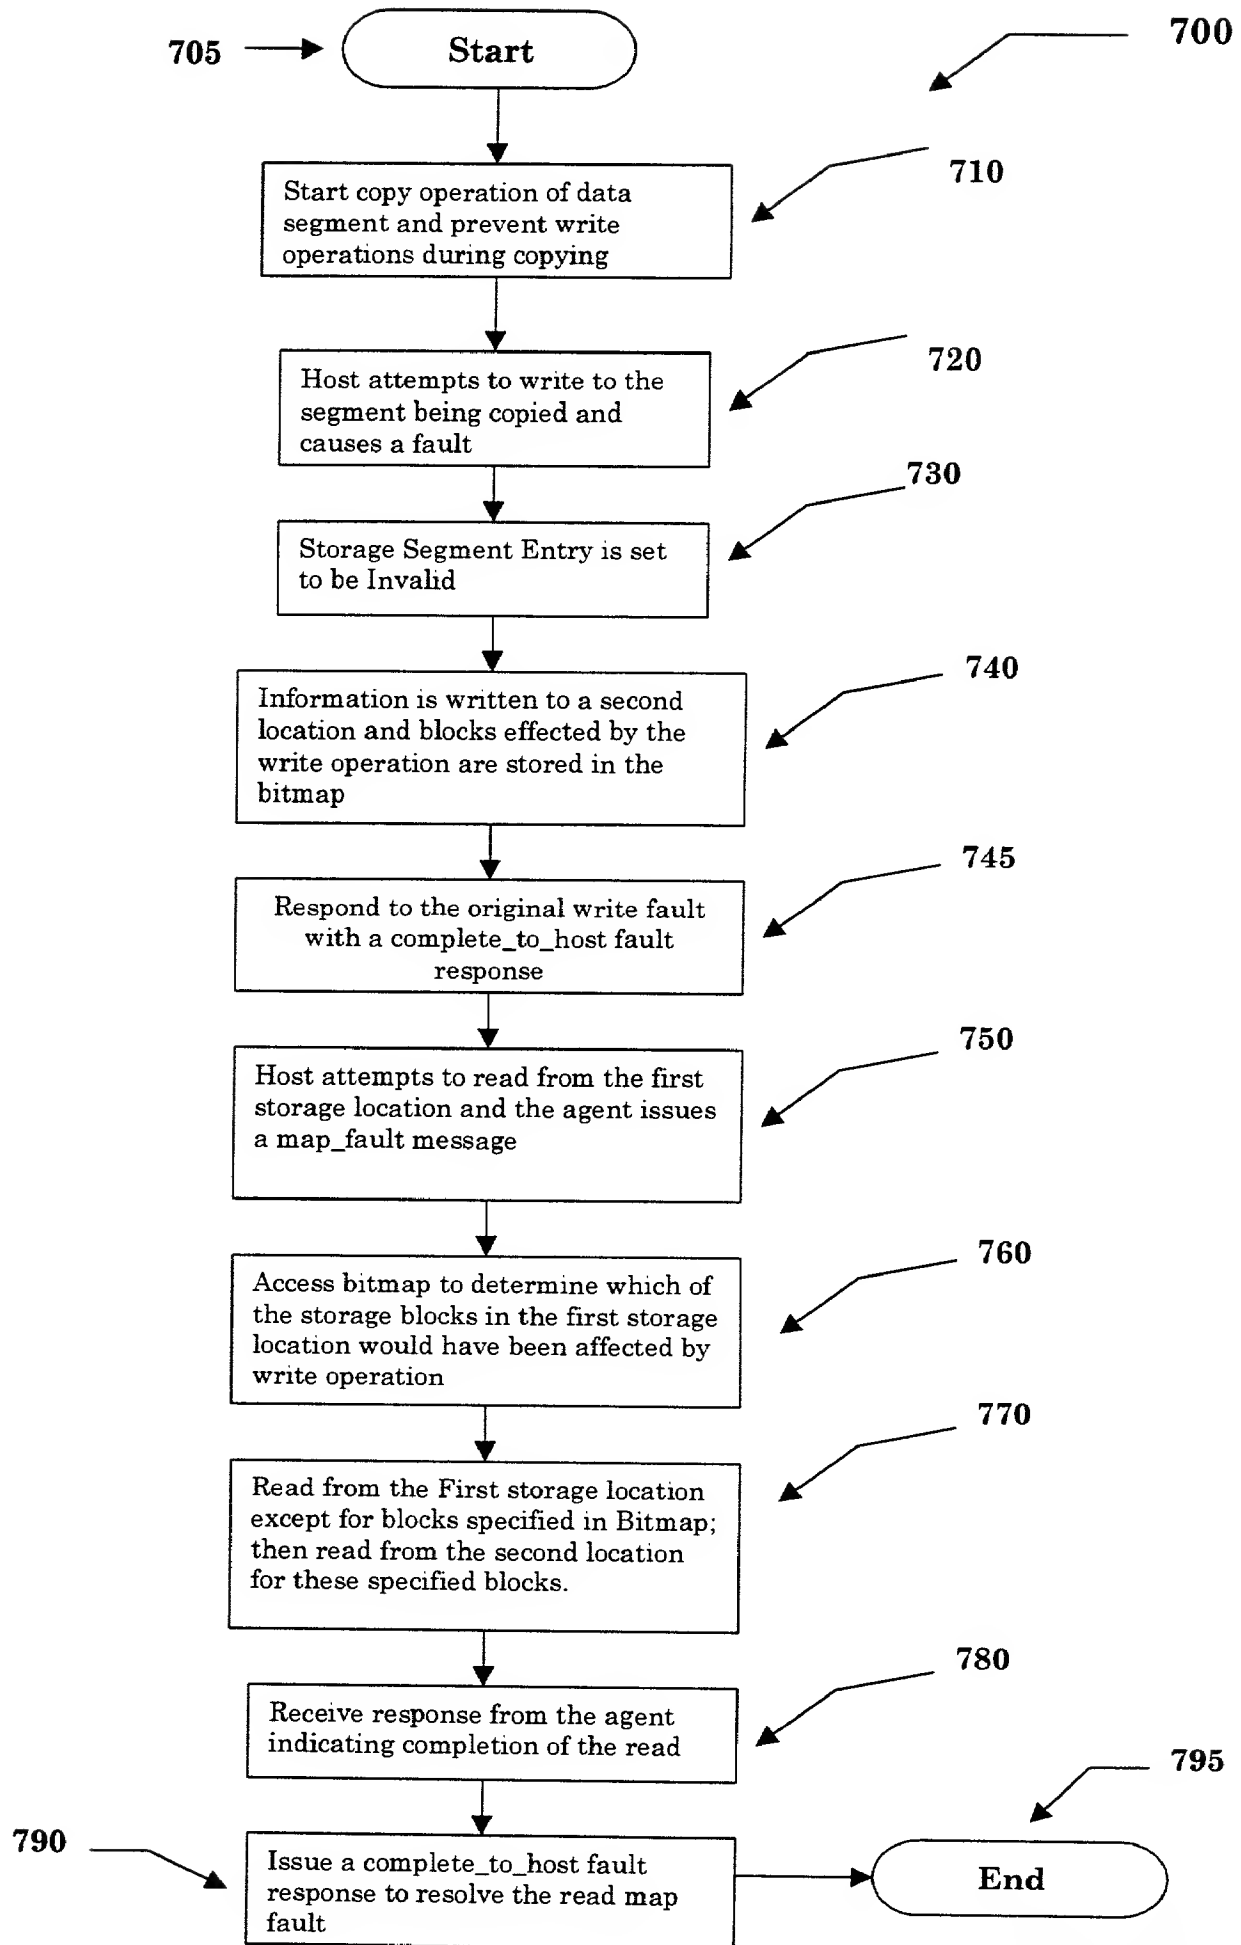 700
705
Start
710
Start copy operation of data
segment and prevent write
operations during copying
720
Host attempts to write to the
segment being copied and
causes a fault
730
Storage Segment Entry is set
to be Invalid
740
Information is written to a second
location and blocks effected by the
write operation are stored in the
bitmap
745
Respond to the original write fault
with a complete_to_host fault
response
750
Host attempts to read from the first
storage location and the agent issues
a map_fault message
760
Access bitmap to determine which of
the storage blocks in the first storage
location would have been affected by
write operation
770
Read from the First storage location
except for blocks specified in Bitmap;
then read from the second location
for these specified blocks.
780
Receive response from the agent
indicating completion of the read
795
790
Issue a complete_to_host fault
response to resolve the read map
fault
End